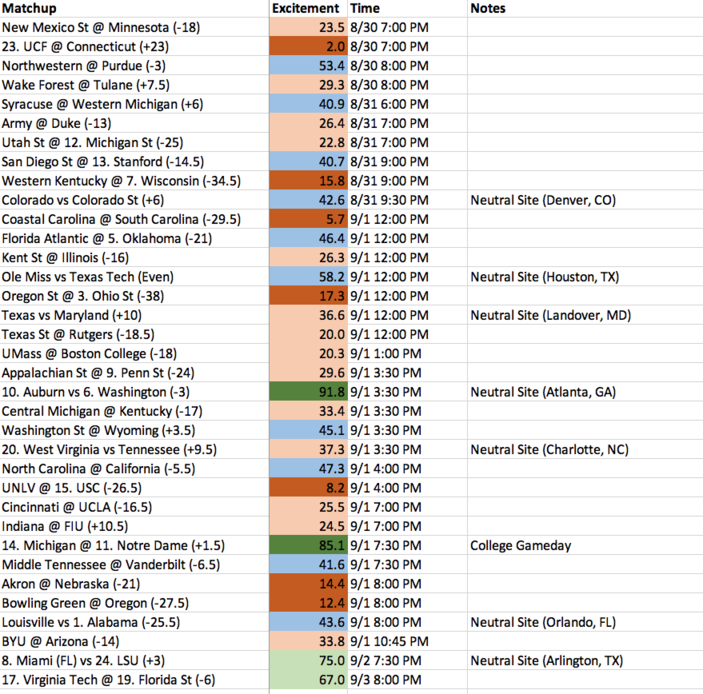 Matchup Excitement Time Notes
New Mexico St @ Minnesota (-18) 23.5 8/30 7:00 PM
23. UCF @ Connecticut (+23) 2.0 8/30 7:00 PM
Northwestern @ Purdue (-3) 53.4 8/30 8:00 PM
Wake Forest @ Tulane (+7.5) 29.3 8/30 8:00 PM
Syracuse @ Western Michigan (+6) 40.9 8/31 6:00 PM
Army @ Duke (-13) 26.4 8/31 7:00 PM
Utah St @ 12. Michigan St (-25) 22.8 8/31 7:00 PM
San Diego St @ 13. Stanford (-14.5) 40.7 8/31 9:00 PM
Western Kentucky @ 7. Wisconsin (-34.5) 15.8 8/31 9:00 PM
Colorado vs Colorado St (+6) 42.6 8/31 9:30 PM Neutral Site (Denver, CO)
Coastal Carolina @ South Carolina (-29.5) 5.7 9/1 12:00 PM
Florida Atlantic @ 5. Oklahoma (-21) 46.4 9/1 12:00 PM
Kent St @ Illinois (-16) 26.3 9/1 12:00 PM
Ole Miss vs Texas Tech (Even) 58.2 9/1 12:00 PM Neutral Site (Houston, TX)
Oregon St @ 3. Ohio St (-38) 17.3 9/1 12:00 PM
Texas vs Maryland (+10) 36.6 9/1 12:00 PM Neutral Site (Landover, MD)
Texas St @ Rutgers (-18.5) 20.0 9/1 12:00 PM
UMass @ Boston College (-18) 20.3 9/1 1:00 PM
Appalachian St @ 9. Penn St (-24) 29.6 9/1 3:30 PM
10. Auburn vs 6. Washington (-3) 91.8 9/1 3:30 PM Neutral Site (Atlanta, GA)
Central Michigan @ Kentucky (-17) 33.4 9/1 3:30 PM
Washington St @ Wyoming (+3.5) 45.1 9/1 3:30 PM
20. West Virginia vs Tennessee (+9.5) 37.3 9/1 3:30 PM Neutral Site (Charlotte, NC)
North Carolina @ California (-5.5) 47.3 9/1 4:00 PM
UNLV @ 15. USC (-26.5) 8.2 9/1 4:00 PM
Cincinnati @ UCLA (-16.5) 25.5 9/1 7:00 PM
Indiana @ FIU (+10.5) 24.5 9/1 7:00 PM
14. Michigan @ 11. Notre Dame (+1.5) 85.1 9/1 7:30 PM College Gameday
Middle Tennessee @ Vanderbilt (-6.5) 41.6 9/1 7:30 PM
Akron @ Nebraska (-21) 14.4 9/1 8:00 PM
Bowling Green @ Oregon (-27.5) 12.4 9/1 8:00 PM
Louisville vs 1. Alabama (-25.5) 43.6 9/1 8:00 PM Neutral Site (Orlando, FL)
BYU @ Arizona (-14) 33.8 9/1 10:45 PM
8. Miami (FL) vs 24. LSU (+3) 75.0 9/2 7:30 PM Neutral Site (Arlington, TX)
17. Virginia Tech @ 19. Florida St (-6) 67.0 9/3 8:00 PM